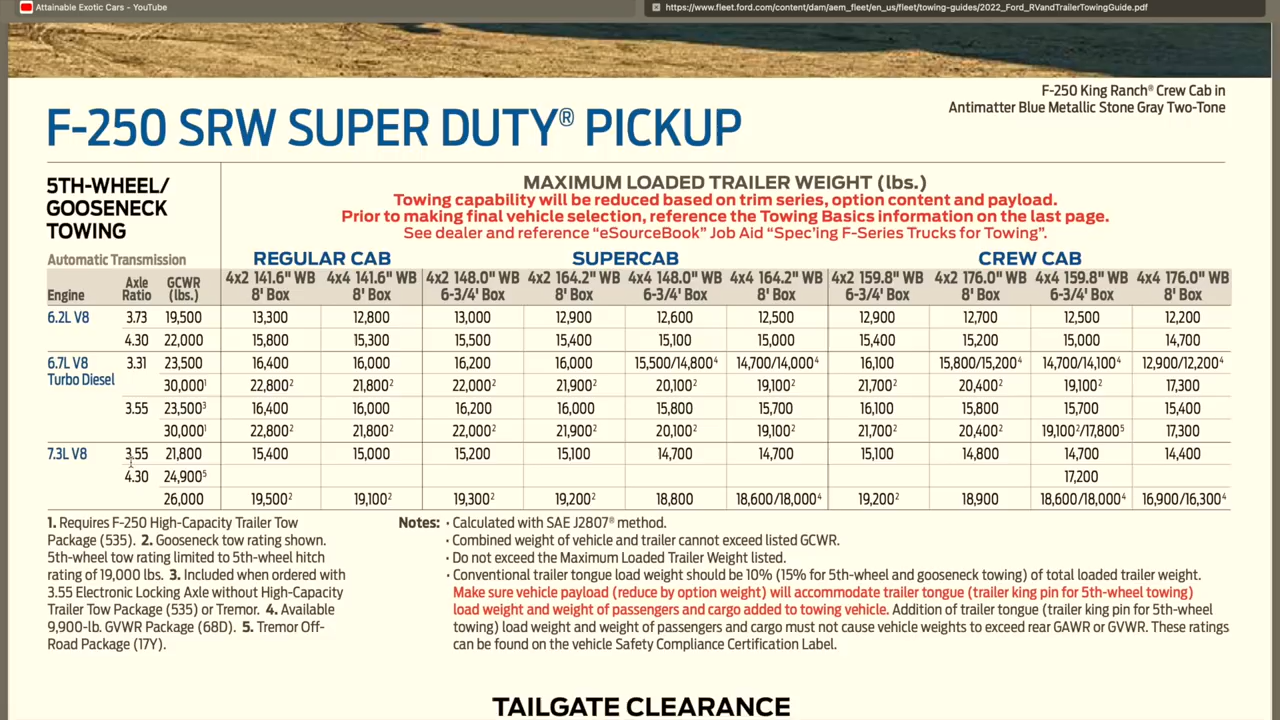 Attainable Exotic Cars - YouTube
https://www.fleet.ford.com/content/dam/aem_fleet/en_us/fleet/towing-guides/2022_Ford_RVandTrailerTowingGuide.pdf
F-250 King Ranch® Crew Cab in
Antimatter Blue Metallic Stone Gray Two-Tone
F-250 SRW SUPER DUTY® PICKUP
5TH-WHEEL/
GOOSENECK
TOWING
MAXIMUM LOADED TRAILER WEIGHT (lbs.)
Towing capability will be reduced based on trim series, option content and payload.
Prior to making final vehicle selection, reference the Towing Basics information on the last page.
See dealer and reference “eSourceBook” Job Aid “Spec’ing F-Series Trucks for Towing”.
Automatic Transmission REGULAR CAB SUPERCAB CREW CAB
Engine Axle Ratio GCWR (lbs.) 4x2 141.6" WB 8' Box 4x4 141.6" WB 8' Box 4x2 148.0" WB 6-3/4' Box 4x2 164.2" WB 8' Box 4x4 148.0" WB 6-3/4' Box 4x4 164.2" WB 8' Box 4x2 159.8" WB 6-3/4' Box 4x2 176.0" WB 8' Box 4x4 159.8" WB 6-3/4' Box 4x4 176.0" WB 8' Box
6.2L V8 3.73 19,500 13,300 12,800 13,000 12,900 12,600 12,500 12,900 12,700 12,500 12,200
4.30 22,000 15,800 15,300 15,500 15,400 15,100 15,000 15,400 15,200 15,000 14,700
6.7L V8 3.31 23,500 16,400 16,000 16,200 16,000 15,500/14,800⁴ 14,700/14,000⁴ 16,100 15,800/15,200⁴ 14,700/14,100⁴ 12,900/12,200⁴
Turbo Diesel 30,000¹ 22,800² 21,800² 22,000² 21,900² 20,100² 19,100² 21,700² 20,400² 19,100² 17,300
3.55 23,500³ 16,400 16,000 16,200 16,000 15,800 15,700 16,100 15,800 15,700 15,400
30,000¹ 22,800² 21,800² 22,000² 21,900² 20,100² 19,100² 21,700² 20,400² 19,100²/17,800⁵ 17,300
7.3L V8 3.55 21,800 15,400 15,000 15,200 15,100 14,700 14,700 15,100 14,800 14,700 14,400
4.30 24,900⁵ 17,200
26,000 19,500² 19,100² 19,300² 19,200² 18,800 18,600/18,000⁴ 19,200² 18,900 18,600/18,000⁴ 16,900/16,300⁴
1. Requires F-250 High-Capacity Trailer Tow
Package (535). 2. Gooseneck tow rating shown.
5th-wheel tow rating limited to 5th-wheel hitch
rating of 19,000 lbs. 3. Included when ordered with
3.55 Electronic Locking Axle without High-Capacity
Trailer Tow Package (535) or Tremor. 4. Available
9,900-lb. GVWR Package (68D). 5. Tremor Off-
Road Package (17Y).
Notes: • Calculated with SAE J2807® method.
• Combined weight of vehicle and trailer cannot exceed listed GCWR.
• Do not exceed the Maximum Loaded Trailer Weight listed.
• Conventional trailer tongue load weight should be 10% (15% for 5th-wheel and gooseneck towing) of total loaded trailer weight.
Make sure vehicle payload (reduce by option weight) will accommodate trailer tongue (trailer king pin for 5th-wheel towing)
load weight and weight of passengers and cargo added to towing vehicle. Addition of trailer tongue (trailer king pin for 5th-wheel
towing) load weight and weight of passengers and cargo must not cause vehicle weights to exceed rear GAWR or GVWR. These ratings
can be found on the vehicle Safety Compliance Certification Label.
TAILGATE CLEARANCE